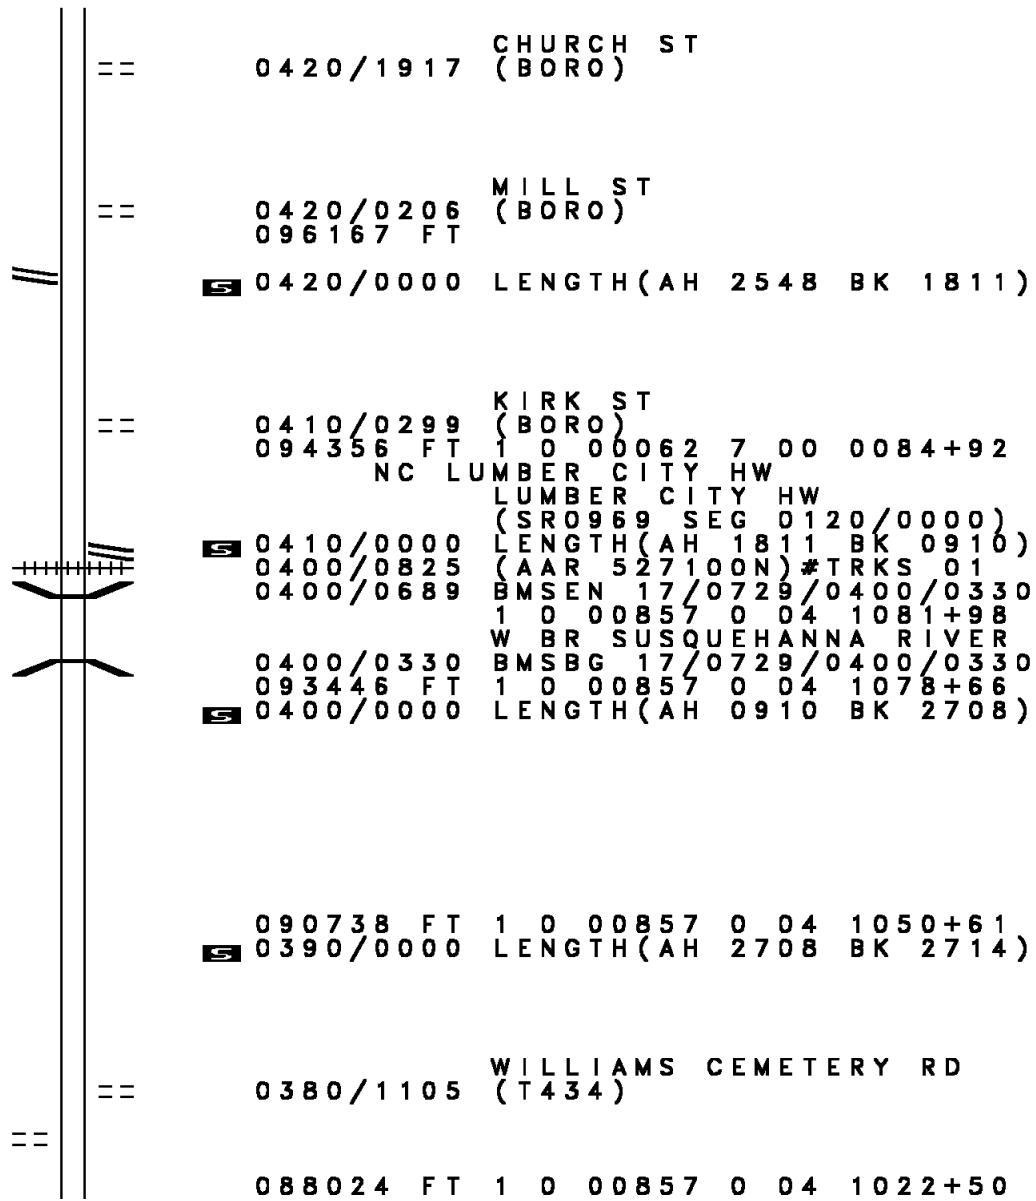 CHURCH ST
0420/1917 (BORO)
MILL ST
0420/0206 (BORO)
096167 FT
S 0420/0000 LENGTH(AH 2548 BK 1811)
KIRK ST
0410/0299 (BORO)
094356 FT 1 0 00062 7 00 0084+92
NC LUMBER CITY HW
LUMBER CITY HW
(SR0969 SEG 0120/0000)
S 0410/0000 LENGTH(AH 1811 BK 0910)
0400/0825 (AAR 527100N)#TRKS 01
0400/0689 BMSEN 17/0729/0400/0330
1 0 00857 0 04 1081+98
W BR SUSQUEHANNA RIVER
0400/0330 BMSBG 17/0729/0400/0330
093446 FT 1 0 00857 0 04 1078+66
S 0400/0000 LENGTH(AH 0910 BK 2708)
090738 FT 1 0 00857 0 04 1050+61
S 0390/0000 LENGTH(AH 2708 BK 2714)
WILLIAMS CEMETERY RD
0380/1105 (T434)
088024 FT 1 0 00857 0 04 1022+50